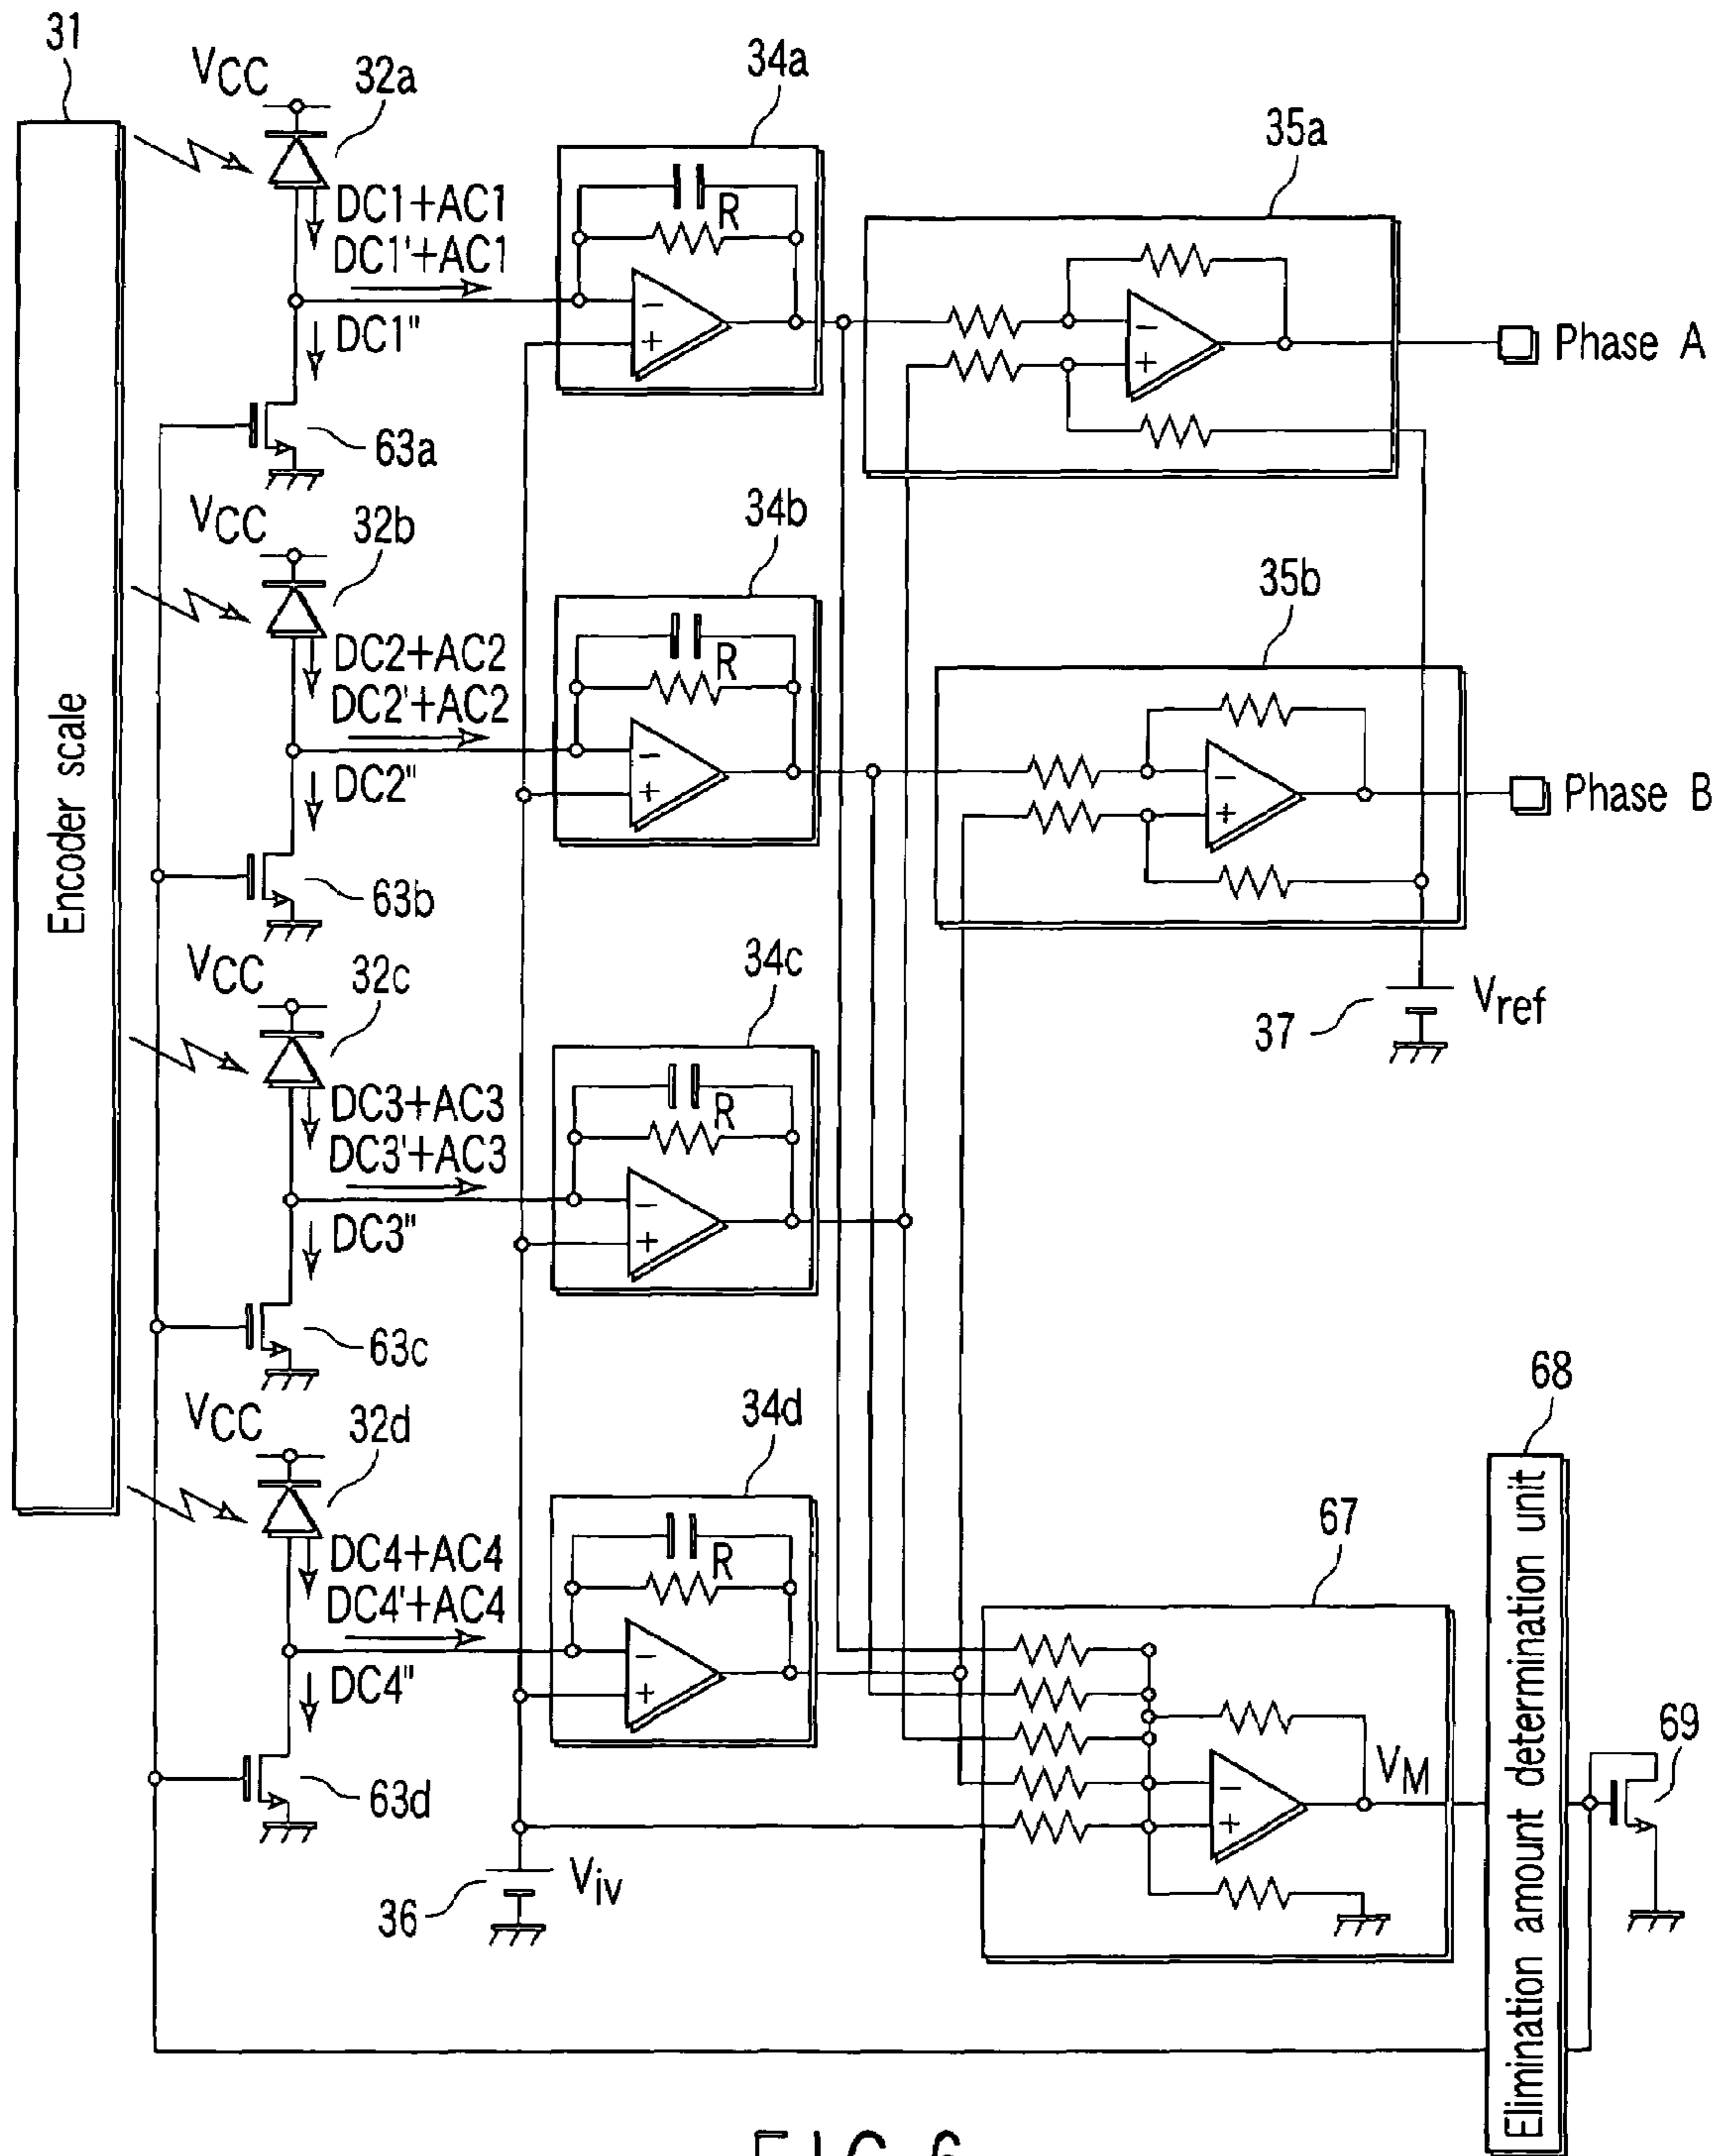 31
VCC
32a
DC1+AC1
DC1'+AC1
DC1"
63a
34a
R
-
+
35a
-
+
Phase A
VCC
32b
DC2+AC2
DC2'+AC2
DC2"
63b
34b
R
-
+
35b
-
+
Phase B
Encoder scale
VCC
32c
DC3+AC3
DC3'+AC3
DC3"
63c
34c
R
-
+
37
Vref
VCC
32d
DC4+AC4
DC4'+AC4
DC4"
63d
34d
R
-
+
36
Viv
67
-
+
VM
68
Elimination amount determination unit
69